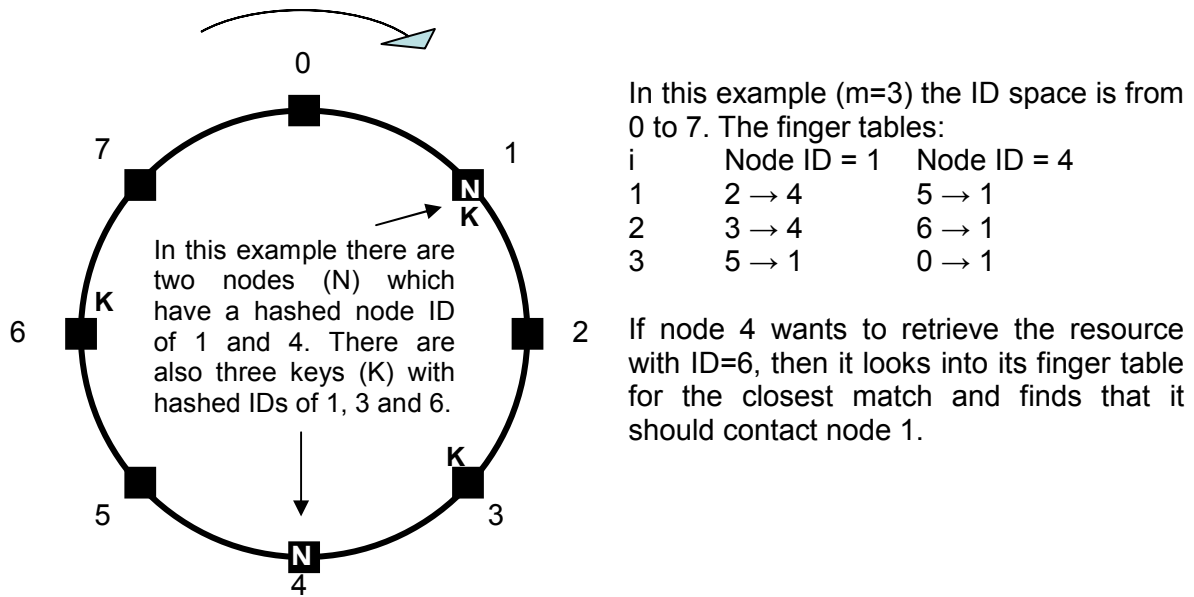 0
7
1
N
K
In this example there are
two nodes (N) which
have a hashed node ID
of 1 and 4. There are
also three keys (K) with
hashed IDs of 1, 3 and 6.
K
6
2
K
5
3
N
4
In this example (m=3) the ID space is from
0 to 7. The finger tables:
i Node ID = 1 Node ID = 4
1 2 → 4 5 → 1
2 3 → 4 6 → 1
3 5 → 1 0 → 1
If node 4 wants to retrieve the resource
with ID=6, then it looks into its finger table
for the closest match and finds that it
should contact node 1.